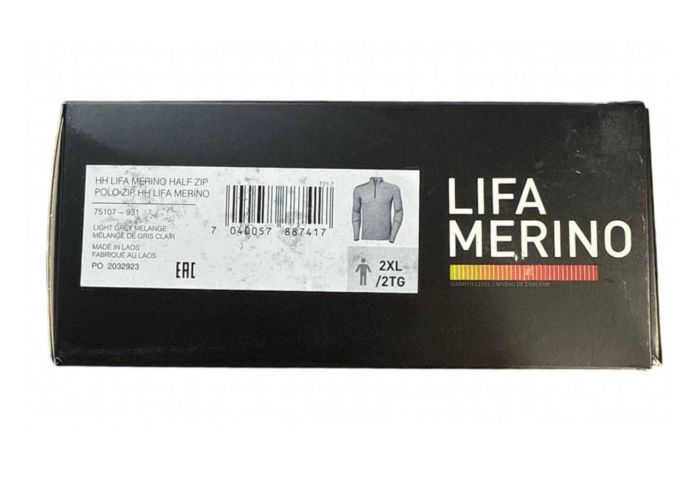 HH LIFA MERINO HALF ZIP
POLO ZIP HH LIFA MERINO
75107 – 931
LIGHT GREY MELANGE
MÉLANGE DE GRIS CLAIR
MADE IN LAOS
FABRIQUÉ AU LAOS
PO 2032923
EAC
7 040057 887417
2XL
/2TG
LIFA
MERINO
WARMTH LEVEL / NIVEAU DE CHALEUR